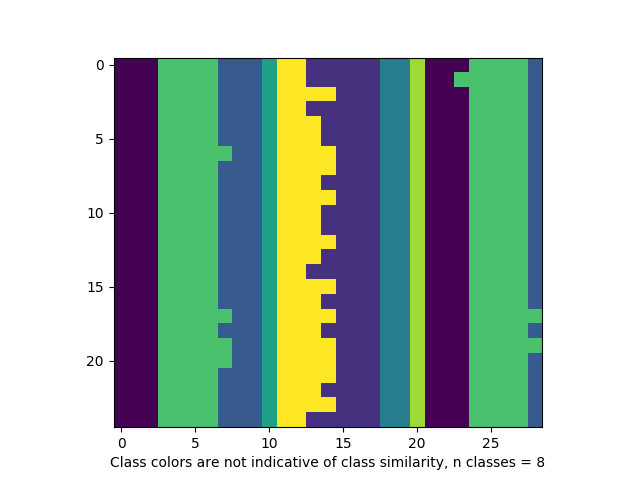 0
5
10
15
20
0 5 10 15 20 25
Class colors are not indicative of class similarity, n classes = 8